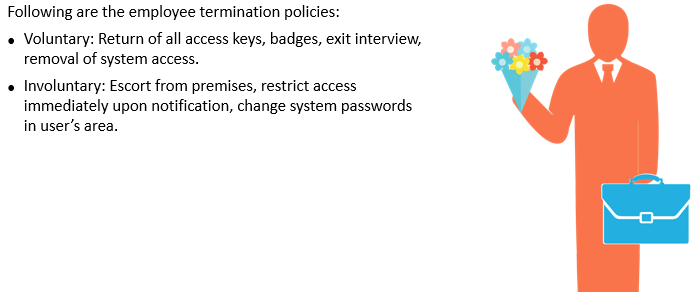 Following are the employee termination policies:
• Voluntary: Return of all access keys, badges, exit interview,
removal of system access.
• Involuntary: Escort from premises, restrict access
immediately upon notification, change system passwords
in user’s area.